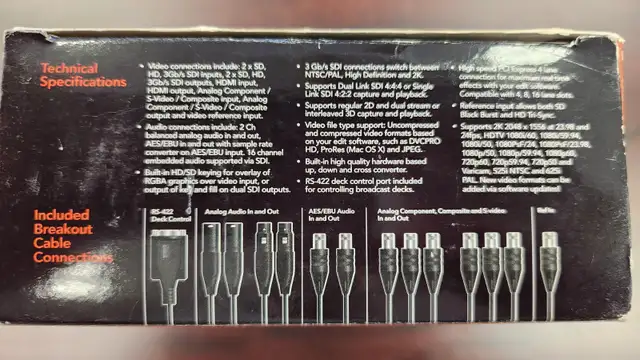 Technical
Specifications
• Video connections include: 2 x SD,
HD, 3Gb/s SDI inputs, 2 x SD, HD,
3Gb/s SDI outputs, HDMI input,
HDMI output, Analog Component /
S-Video / Composite input, Analog
Component / S-Video / Composite
output and video reference input.
• Audio connections include: 2 Ch
balanced analog audio in and out,
AES/EBU in and out with sample rate
converter on AES/EBU input. 16 channel
embedded audio supported via SDI.
• Built-in HD/SD keying for overlay of
RGBA graphics over video input, or
output of key and fill on dual SDI outputs.
• 3 Gb/s SDI connections switch between
NTSC/PAL, High Definition and 2K.
• Supports Dual Link SDI 4:4:4 or Single
Link SDI 4:2:2 capture and playback.
• Supports regular 2D and dual stream or
interleaved 3D capture and playback.
• Video file type support: Uncompressed
and compressed video formats based
on your edit software, such as DVCPRO
HD, ProRes (Mac OS X) and JPEG.
• Built-in high quality hardware based
up, down and cross converter.
• RS-422 deck control port included
for controlling broadcast decks.
• High speed PCI Express 4 lane
connection for maximum real time
effects with your edit software.
Compatible with 4, 8, 16 lane slots.
• Reference input allows both SD
Black Burst and HD Tri-Sync.
• Supports 2K 2048 x 1556 at 23.98 and
24fps, HDTV 1080i/60, 1080i/59.94,
1080i/50, 1080PsF/24, 1080PsF/23.98,
1080p/50, 1080p/59.94, 1080p/60,
720p60, 720p59.94, 720p50 and
Varicam, 525i NTSC and 625i
PAL. New video formats can be
added via software updates
Included
Breakout
Cable
Connections
RS-422
Deck Control
Analog Audio In and Out
AES/EBU Audio
In and Out
Analog Component, Composite and S-video
In and Out
Ref In